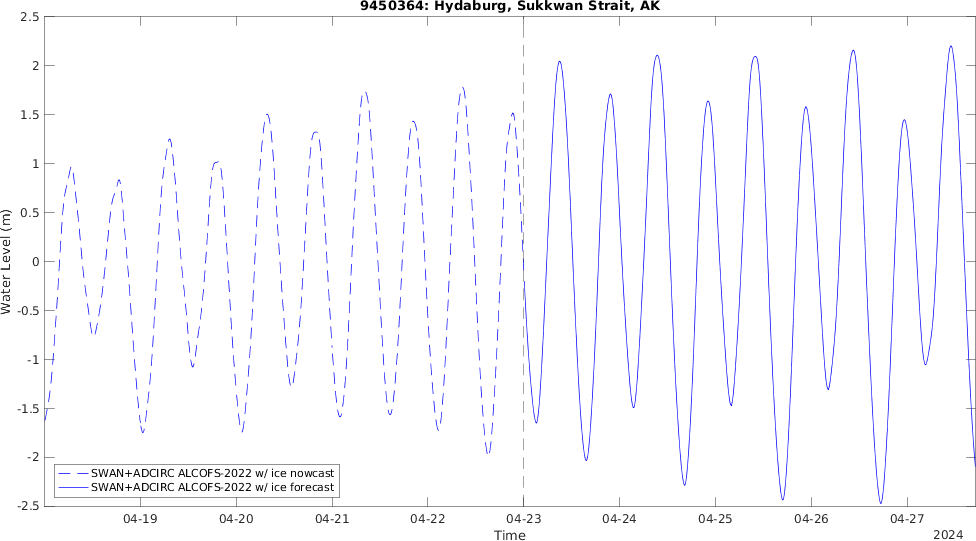 9450364: Hydaburg, Sukkwan Strait, AK
2.5
2
1.5
1
0.5
0
-0.5
-1
-1.5
-2
-2.5
Water Level (m)
SWAN+ADCIRC ALCOFS-2022 w/ ice nowcast
SWAN+ADCIRC ALCOFS-2022 w/ ice forecast
04-19 04-20 04-21 04-22 04-23 04-24 04-25 04-26 04-27
Time
2024